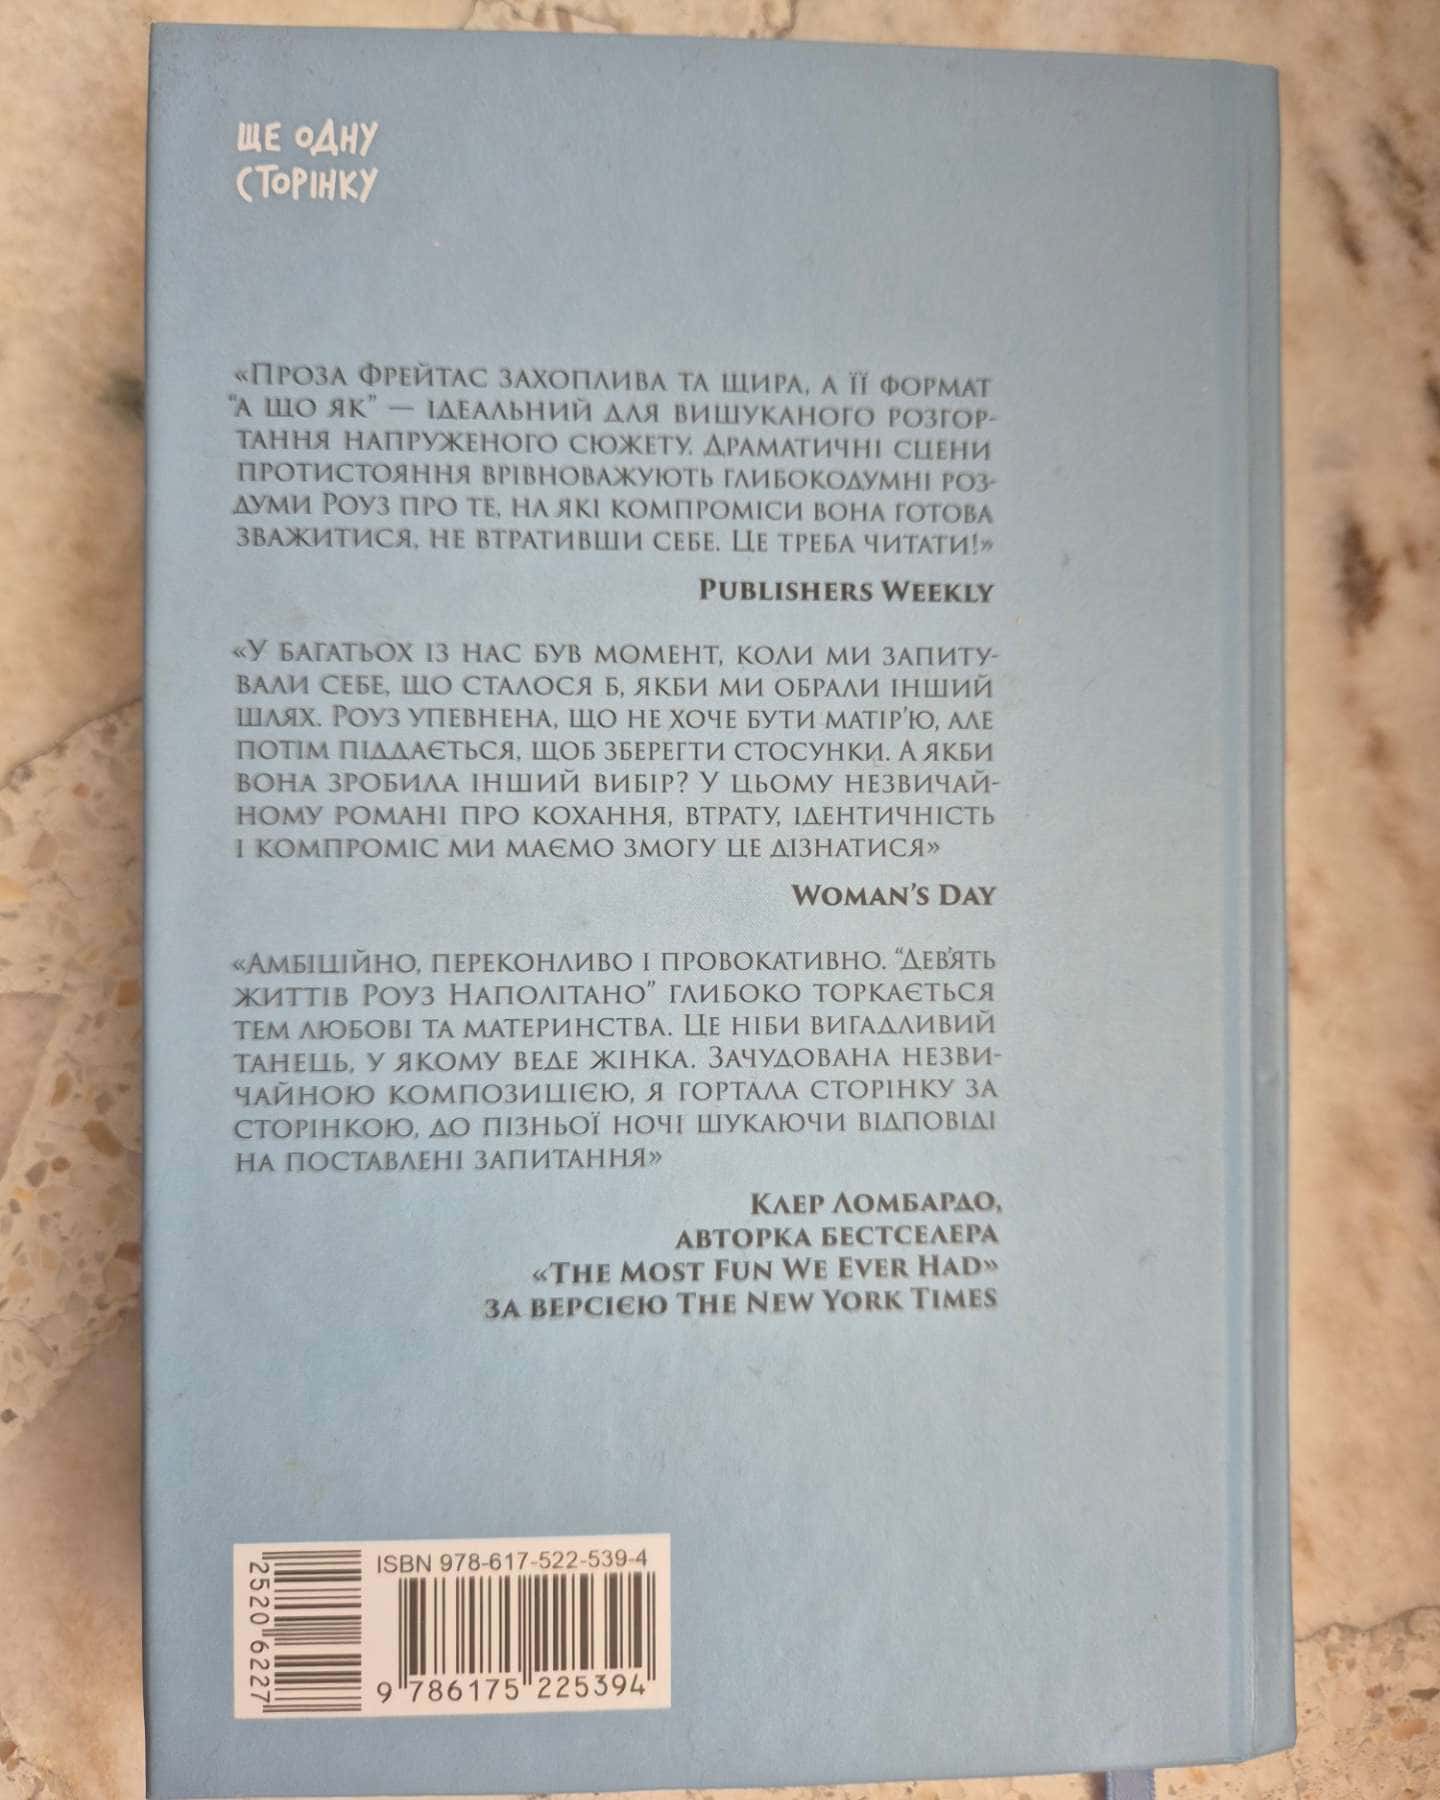 ЩЕ ОДНУ
СТОРІНКУ
«Проза Фрейтас захоплива та щира, а її формат
“а що як” — ідеальний для вишуканого розгор-
тання напруженого сюжету. Драматичні сцени
протистояння врівноважують глибокодумні роз-
думи Роуз про те, на які компроміси вона готова
зважитися, не втративши себе. Це треба читати!»
Publishers Weekly
«У багатьох із нас був момент, коли ми запиту-
вали себе, що сталося б, якби ми обрали інший
шлях. Роуз упевнена, що не хоче бути матір’ю, але
потім піддається, щоб зберегти стосунки. А якби
вона зробила інший вибір? У цьому незвичай-
ному романі про кохання, втрату, ідентичність
і компроміс ми маємо змогу це дізнатися»
Woman’s Day
«Амбіційно, переконливо і провокативно. “Дев’ять
життів Роуз Наполітано” глибоко торкається
тем любові та материнства. Це ніби вигадливий
танець, у якому веде жінка. Зачудована незви-
чайною композицією, я гортала сторінку за
сторінкою, до пізньої ночі шукаючи відповіді
на поставлені запитання»
Клер Ломбардо,
авторка бестселера
«The Most Fun We Ever Had»
за версією The New York Times
ISBN 978-617-522-539-4
25206227
9 786175 225394